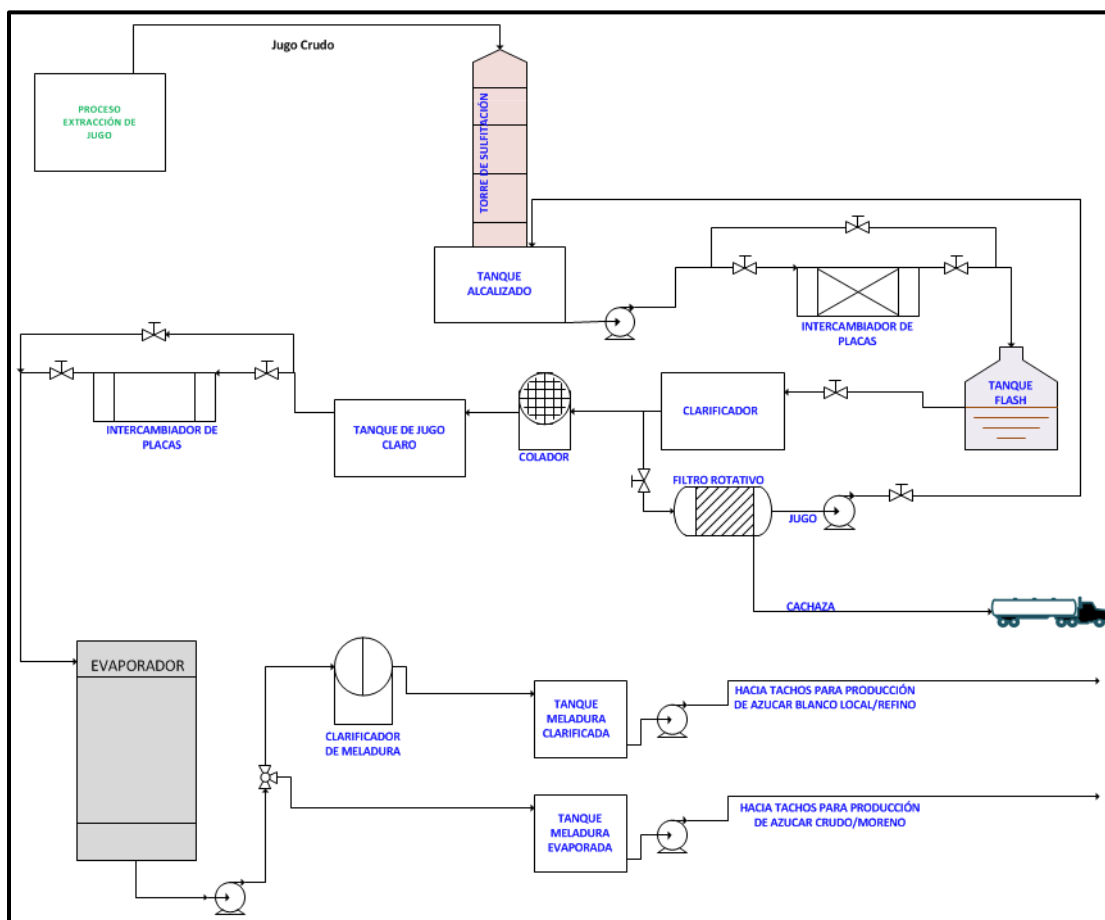 Jugo Crudo
PROCESO
EXTRACCIÓN DE
JUGO
TORRE DE SULFITACIÓN
TANQUE
ALCALIZADO
INTERCAMBIADOR DE
PLACAS
TANQUE
FLASH
CLARIFICADOR
COLADOR
TANQUE DE JUGO
CLARO
INTERCAMBIADOR DE
PLACAS
FILTRO ROTATIVO
JUGO
CACHAZA
EVAPORADOR
CLARIFICADOR
DE MELADURA
TANQUE
MELADURA
CLARIFICADA
HACIA TACHOS PARA PRODUCCIÓN
DE AZUCAR BLANCO LOCAL/REFINO
TANQUE
MELADURA
EVAPORADA
HACIA TACHOS PARA PRODUCCIÓN
DE AZUCAR CRUDO/MORENO